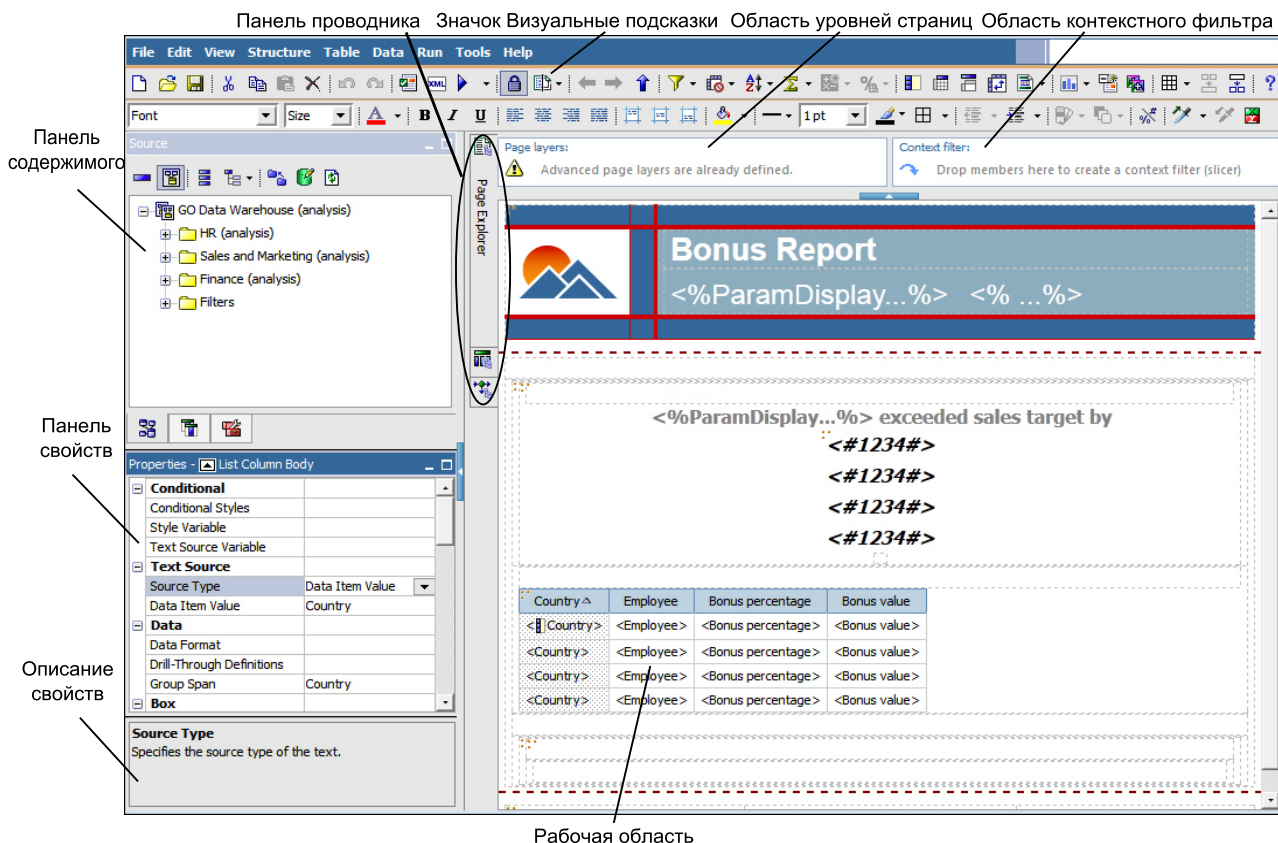 Панель проводника Значок Визуальные подсказки Область уровней страниц Область контекстного фильтра
File Edit View Structure Table Data Run Tools Help
XML
Font Size A B I U 1 pt
Панель
содержимого
Source
GO Data Warehouse (analysis)
HR (analysis)
Sales and Marketing (analysis)
Finance (analysis)
Filters
Page Explorer
Page layers:
Advanced page layers are already defined.
Context filter:
Drop members here to create a context filter (slicer)
Bonus Report
<%ParamDisplay...%> <% ...%>
<%ParamDisplay...%> exceeded sales target by
<#1234#>
<#1234#>
<#1234#>
<#1234#>
Country Employee Bonus percentage Bonus value
<Country> <Employee> <Bonus percentage> <Bonus value>
<Country> <Employee> <Bonus percentage> <Bonus value>
<Country> <Employee> <Bonus percentage> <Bonus value>
<Country> <Employee> <Bonus percentage> <Bonus value>
Панель
свойств
Properties - List Column Body
Conditional
Conditional Styles
Style Variable
Text Source Variable
Text Source
Source Type Data Item Value
Data Item Value Country
Data
Data Format
Drill-Through Definitions
Group Span Country
Box
Описание
свойств
Source Type
Specifies the source type of the text.
Рабочая область